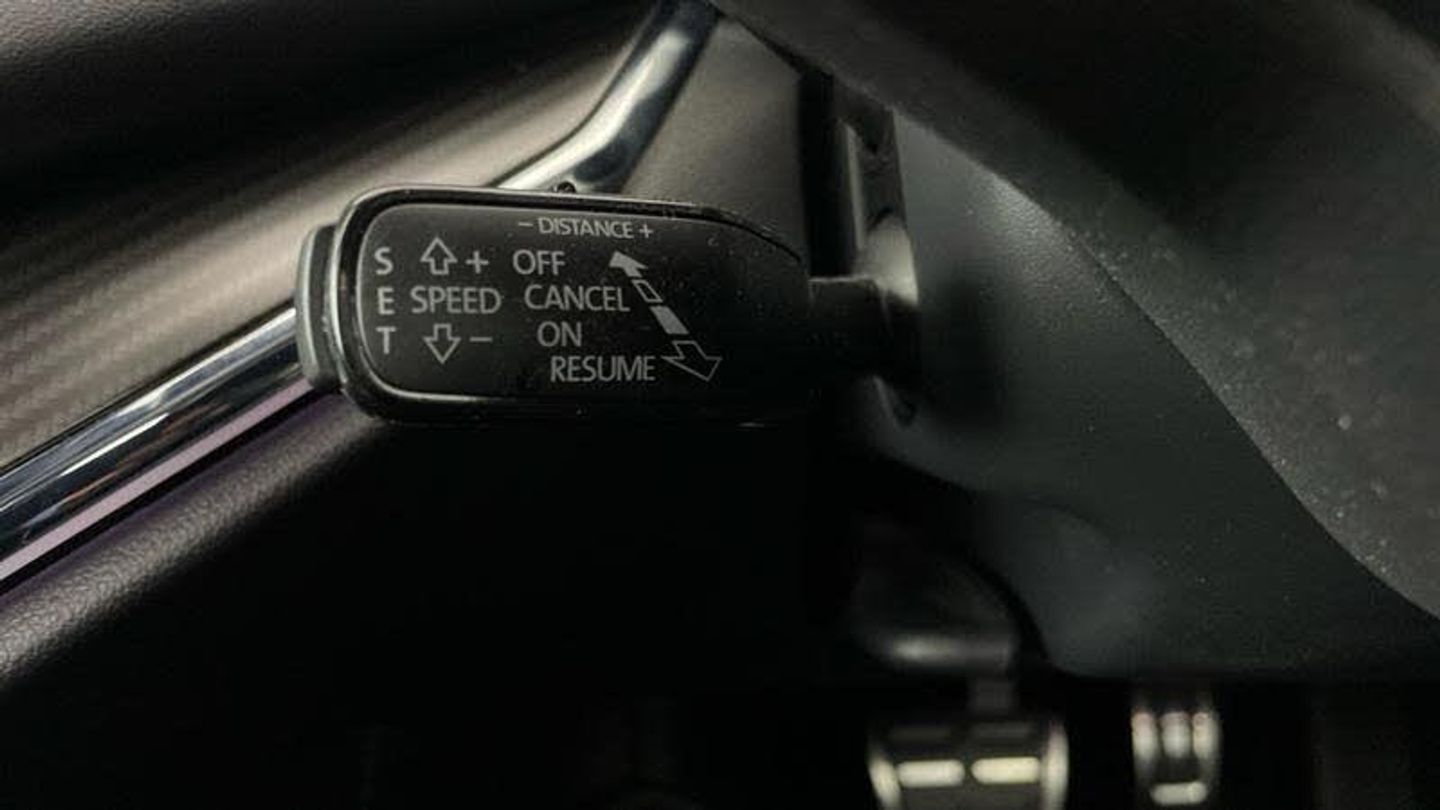 - DISTANCE +
S + OFF
E SPEED CANCEL
T - ON
RESUME